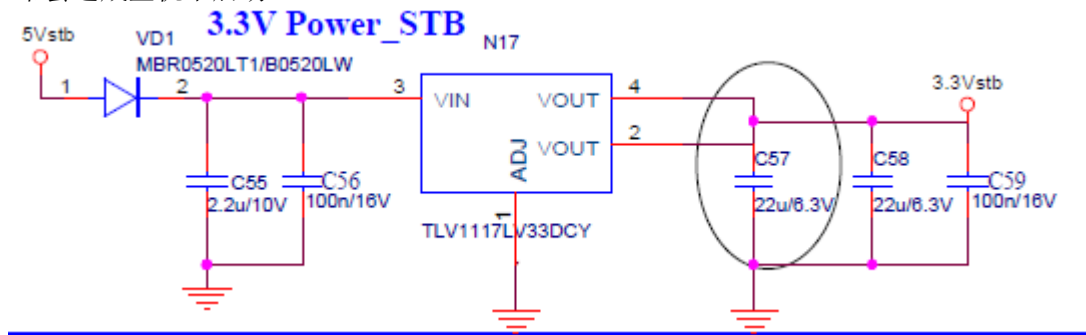 3.3V Power_STB
5Vstb
VD1
MBR0520LT1/B0520LW
N17
1
2
3
VIN
VOUT
4
VOUT
2
ADJ
1
TLV1117LV33DCY
C55
2.2u/10V
C56
100n/16V
C57
22u/6.3V
C58
22u/6.3V
3.3Vstb
C59
100n/16V